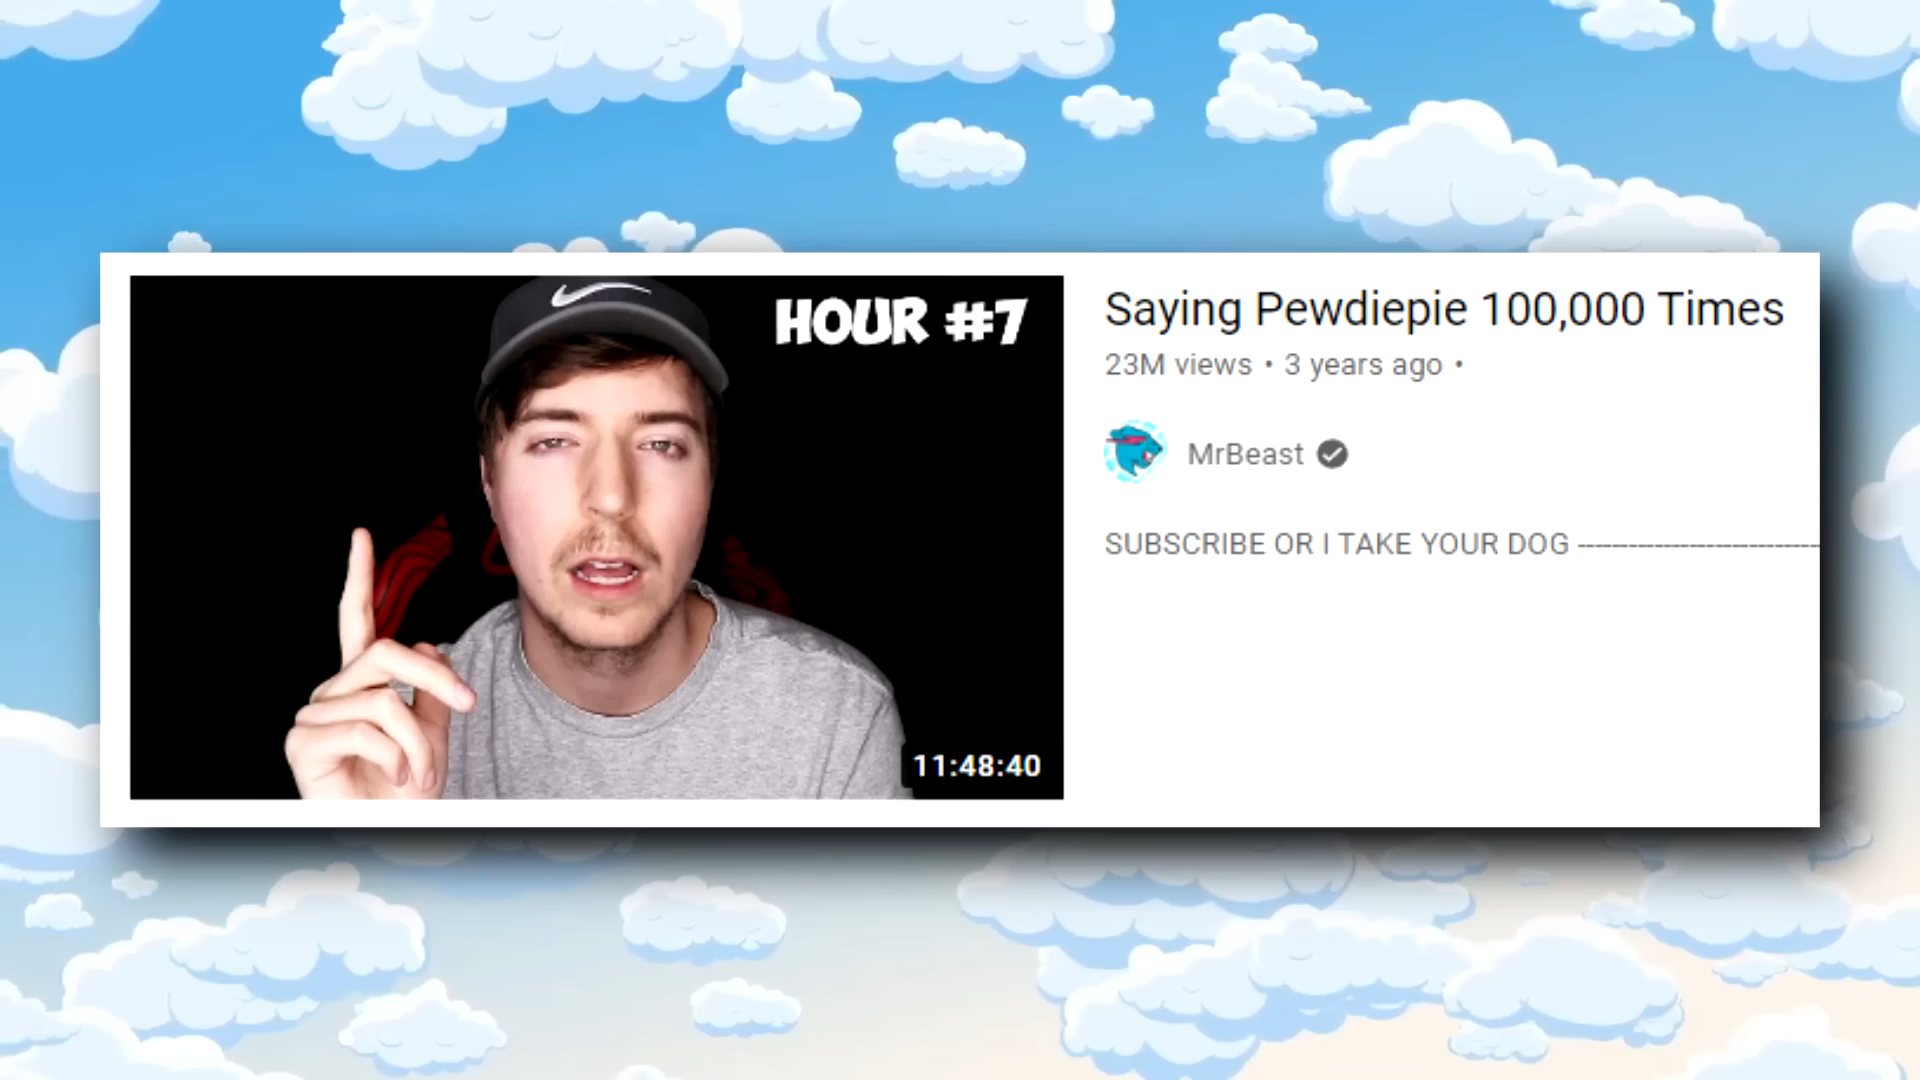 HOUR #7
11:48:40
Saying Pewdiepie 100,000 Times
23M views • 3 years ago •
MrBeast
SUBSCRIBE OR I TAKE YOUR DOG ------------------------------